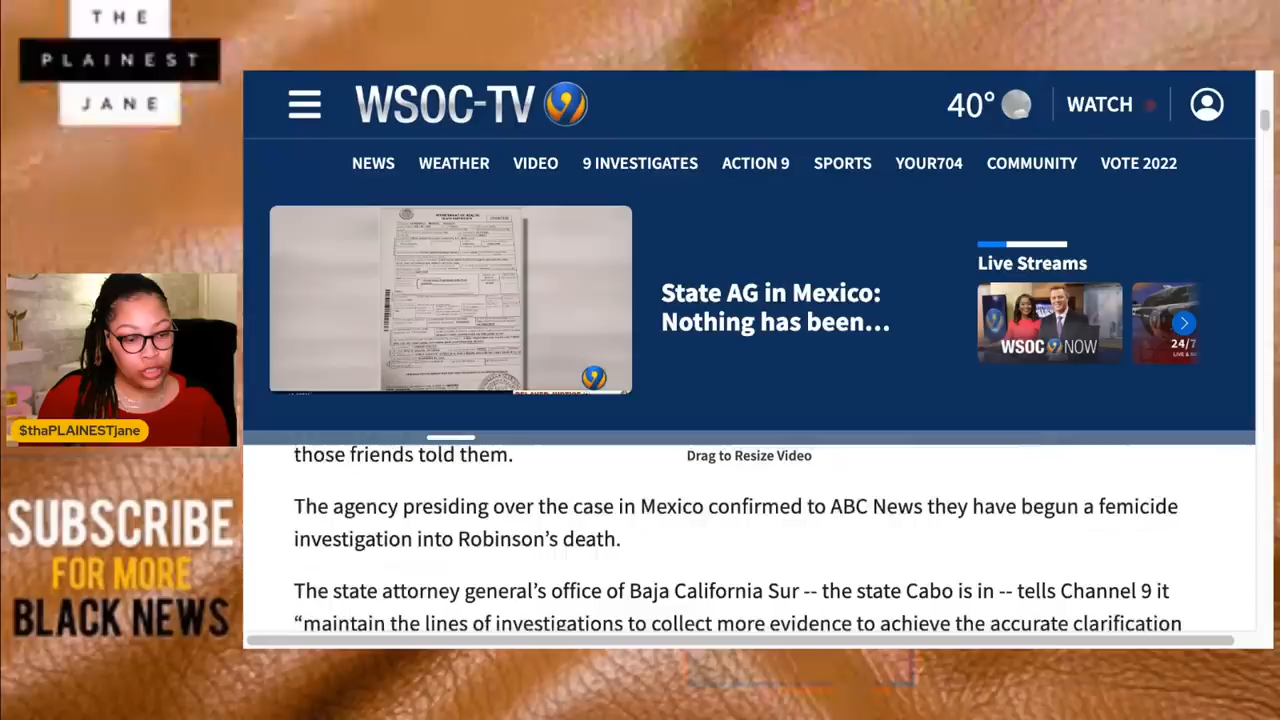 THE
PLAINEST
JANE
WSOC-TV 9
40°
WATCH
NEWS WEATHER VIDEO 9 INVESTIGATES ACTION 9 SPORTS YOUR704 COMMUNITY VOTE 2022
State AG in Mexico:
Nothing has been...
Live Streams
WSOC 9 NOW
24/7
$thaPLAINESTjane
those friends told them.
Drag to Resize Video
The agency presiding over the case in Mexico confirmed to ABC News they have begun a femicide
investigation into Robinson’s death.
The state attorney general’s office of Baja California Sur -- the state Cabo is in -- tells Channel 9 it
“maintain the lines of investigations to collect more evidence to achieve the accurate clarification
SUBSCRIBE
FOR MORE
BLACK NEWS